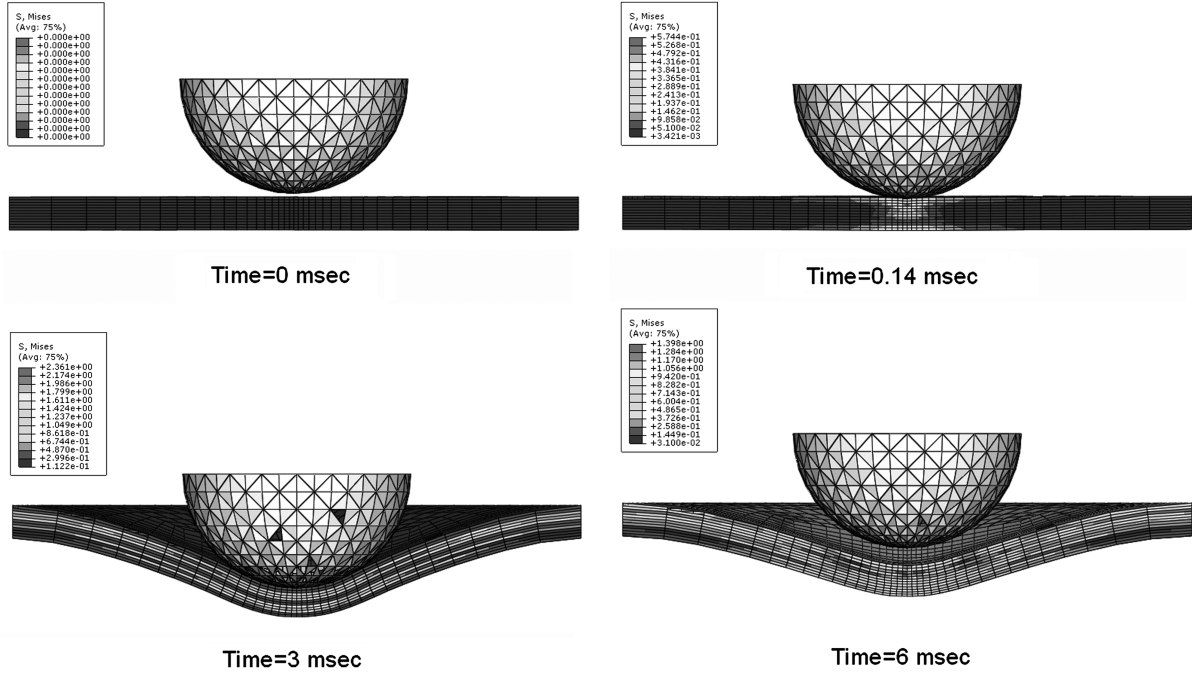 S, Mises
(Avg: 75%)
+0.000e+00
+0.000e+00
+0.000e+00
+0.000e+00
+0.000e+00
+0.000e+00
+0.000e+00
+0.000e+00
+0.000e+00
+0.000e+00
+0.000e+00
+0.000e+00
+0.000e+00
Time=0 msec
S, Mises
(Avg: 75%)
+5.744e-01
+5.268e-01
+4.792e-01
+4.316e-01
+3.841e-01
+3.365e-01
+2.889e-01
+2.413e-01
+1.937e-01
+1.462e-01
+9.858e-02
+5.100e-02
+3.421e-03
Time=0.14 msec
S, Mises
(Avg: 75%)
+2.361e+00
+2.174e+00
+1.986e+00
+1.799e+00
+1.611e+00
+1.424e+00
+1.237e+00
+1.049e+00
+8.618e-01
+6.744e-01
+4.870e-01
+2.996e-01
+1.122e-01
Time=3 msec
S, Mises
(Avg: 75%)
+1.398e+00
+1.284e+00
+1.170e+00
+1.056e+00
+9.420e-01
+8.282e-01
+7.143e-01
+6.004e-01
+4.865e-01
+3.726e-01
+2.588e-01
+1.449e-01
+3.100e-02
Time=6 msec